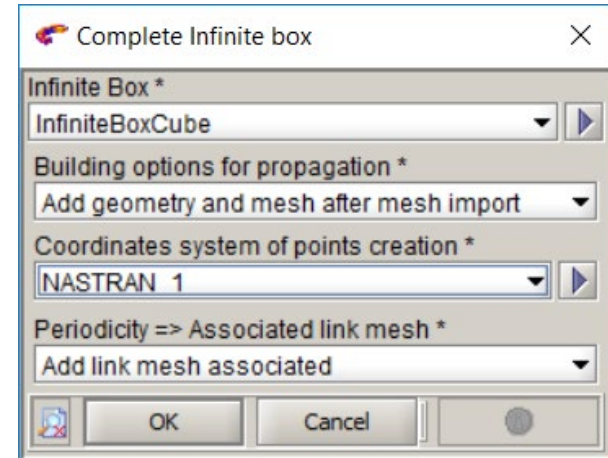 Complete Infinite box
Infinite Box *
InfiniteBoxCube
Building options for propagation *
Add geometry and mesh after mesh import
Coordinates system of points creation *
NASTRAN_1
Periodicity => Associated link mesh *
Add link mesh associated
OK Cancel